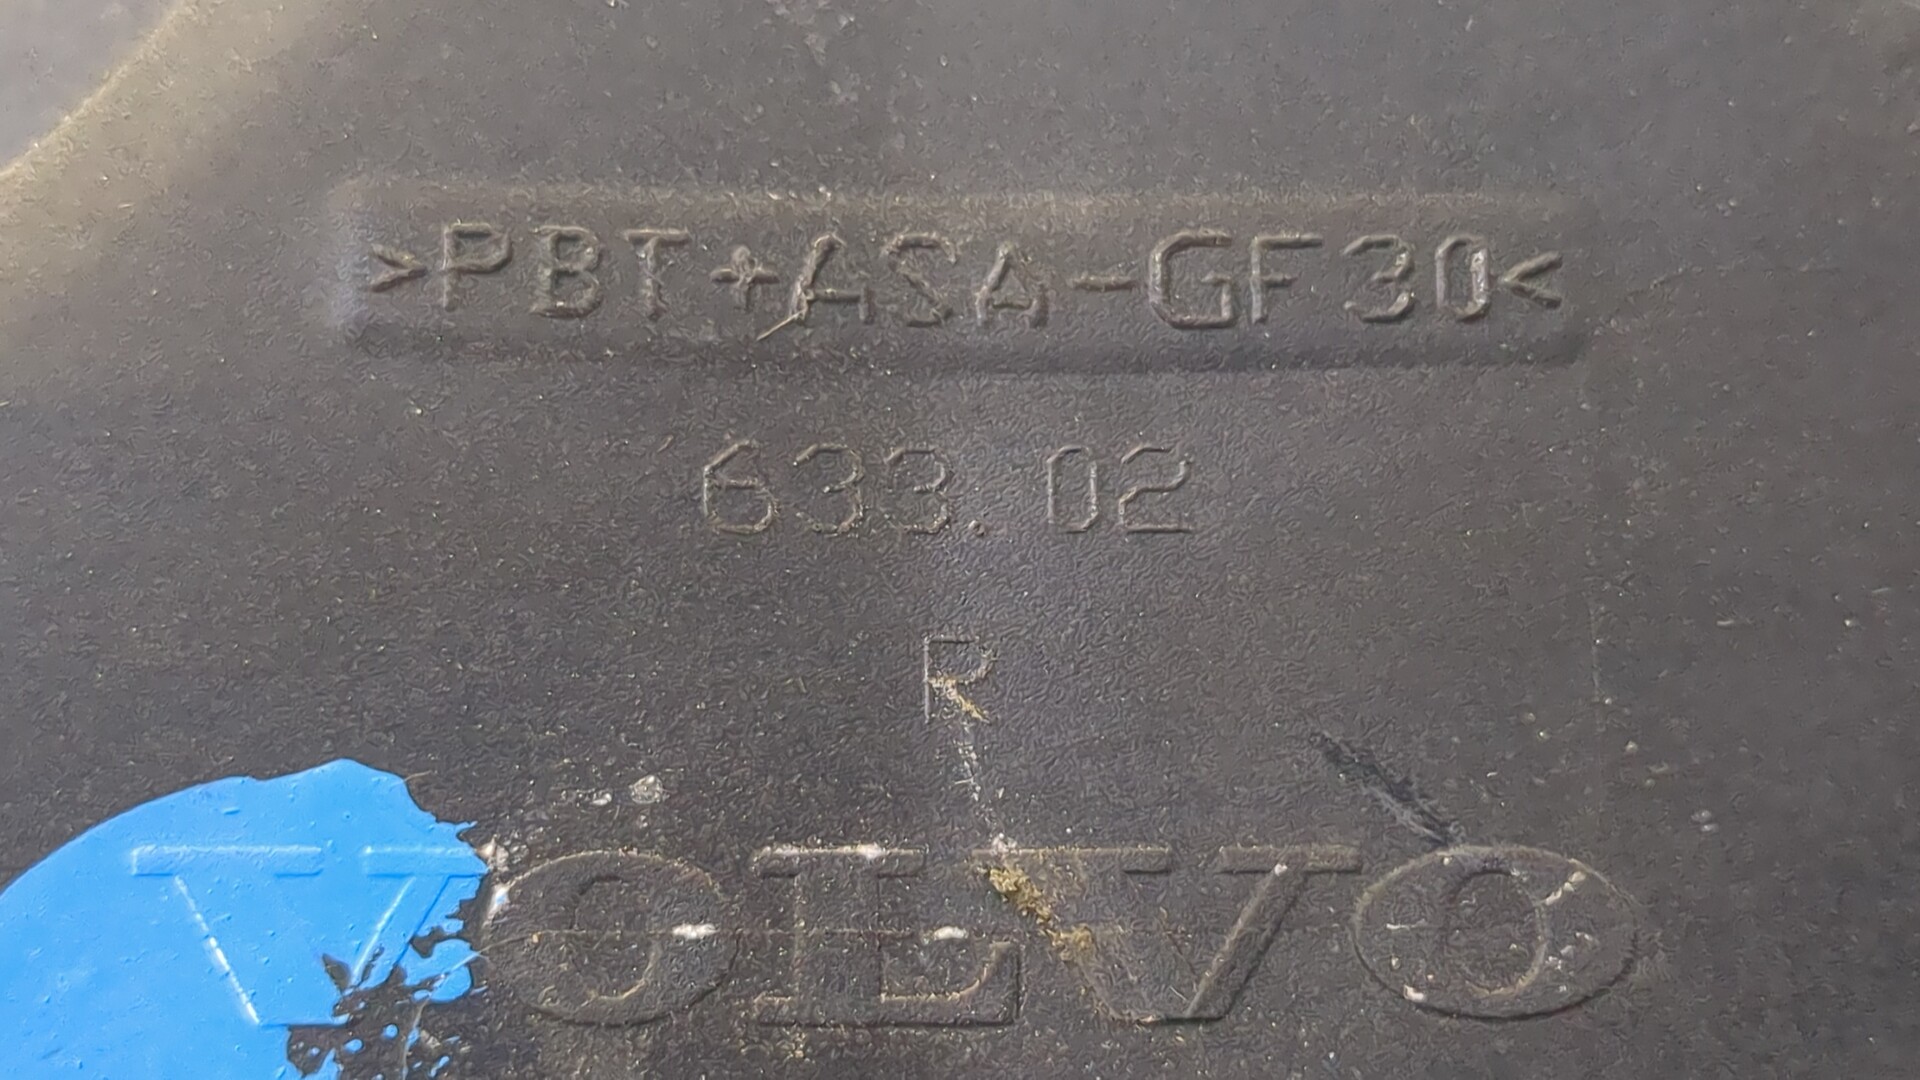 >PBT+ASA-GF30<
633.02
R
VOLVO